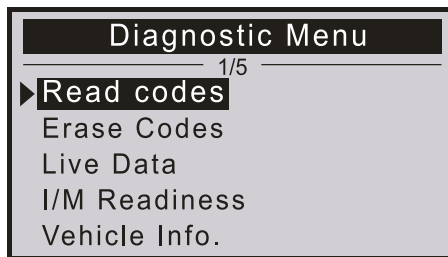 Diagnostic Menu
1/5
Read codes
Erase Codes
Live Data
I/M Readiness
Vehicle Info.